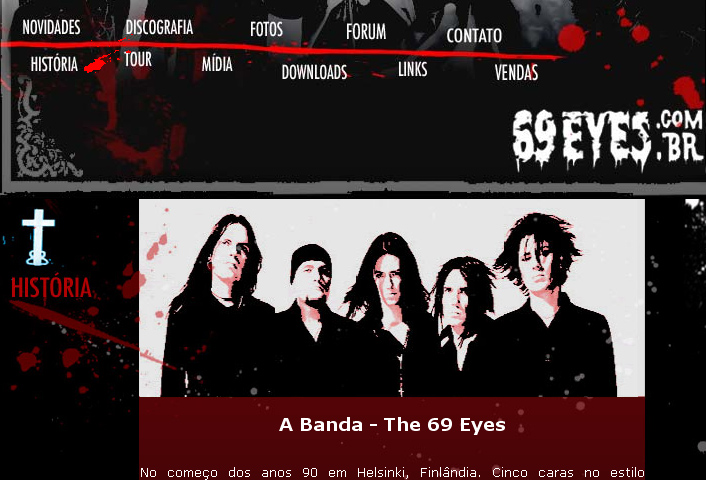 NOVIDADES DISCOGRAFIA FOTOS FORUM CONTATO
HISTÓRIA TOUR MÍDIA DOWNLOADS LINKS VENDAS
69 EYES .COM .BR
HISTÓRIA
A Banda - The 69 Eyes
No começo dos anos 90 em Helsinki, Finlândia. Cinco caras no estilo